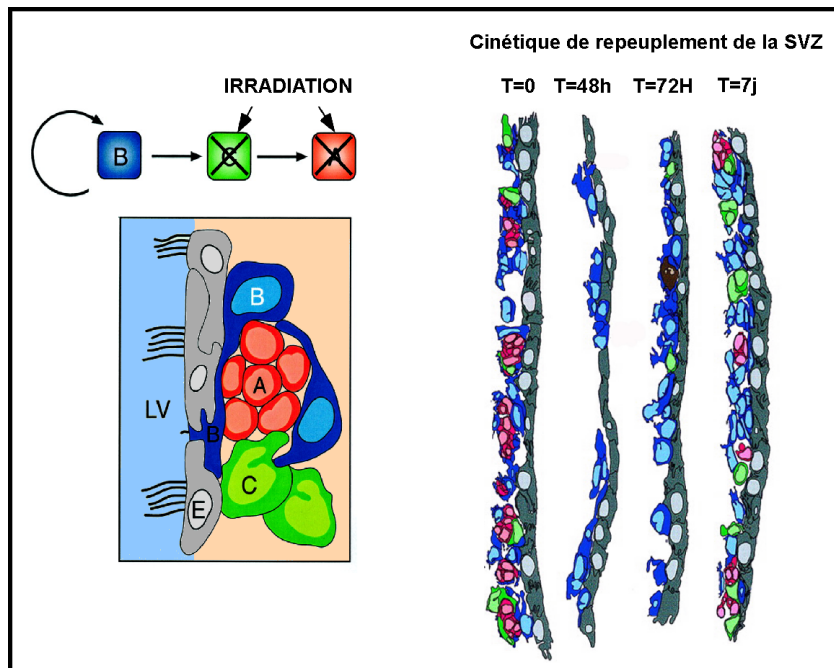 Cinétique de repeuplement de la SVZ
IRRADIATION
T=0 T=48h T=72H T=7j
B C A
B
A
LV
B
C
E